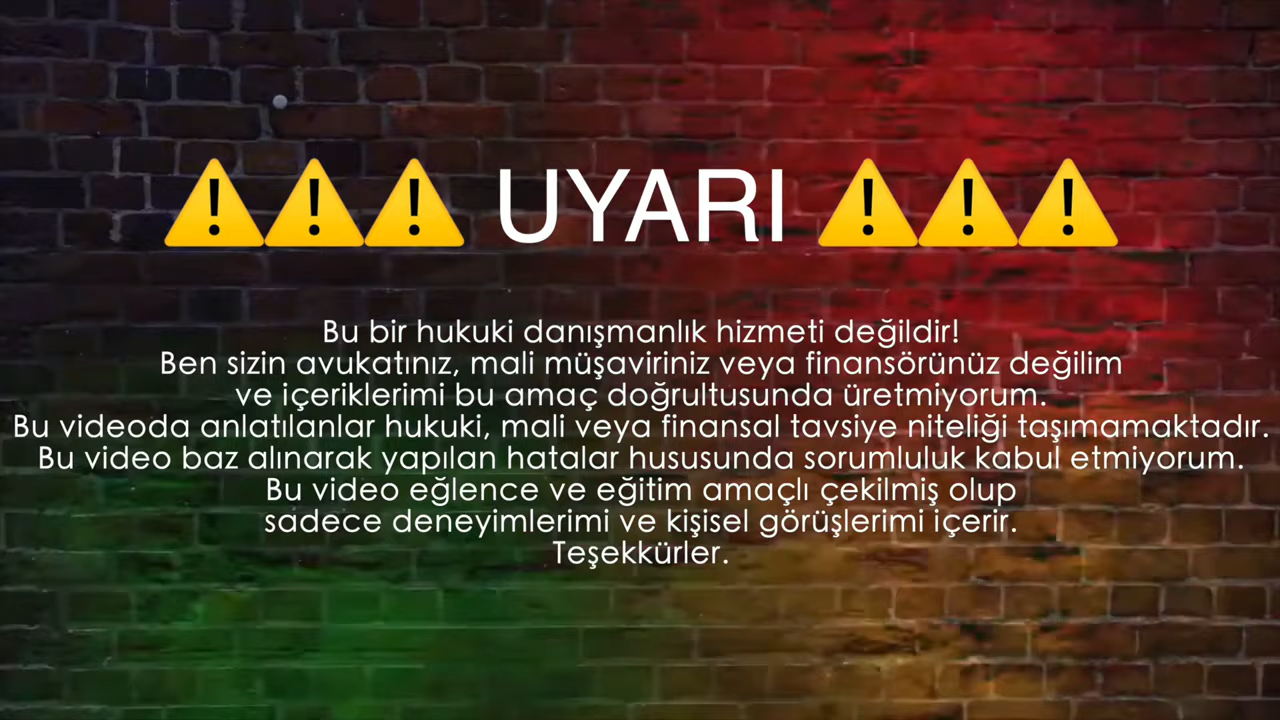 ⚠️⚠️⚠️ UYARI ⚠️⚠️⚠️
Bu bir hukuki danışmanlık hizmeti değildir!
Ben sizin avukatınız, mali müşaviriniz veya finansörünüz değilim
ve içeriklerimi bu amaç doğrultusunda üretmiyorum.
Bu videoda anlatılanlar hukuki, mali veya finansal tavsiye niteliği taşımamaktadır.
Bu video baz alınarak yapılan hatalar hususunda sorumluluk kabul etmiyorum.
Bu video eğlence ve eğitim amaçlı çekilmiş olup
sadece deneyimlerimi ve kişisel görüşlerimi içerir.
Teşekkürler.